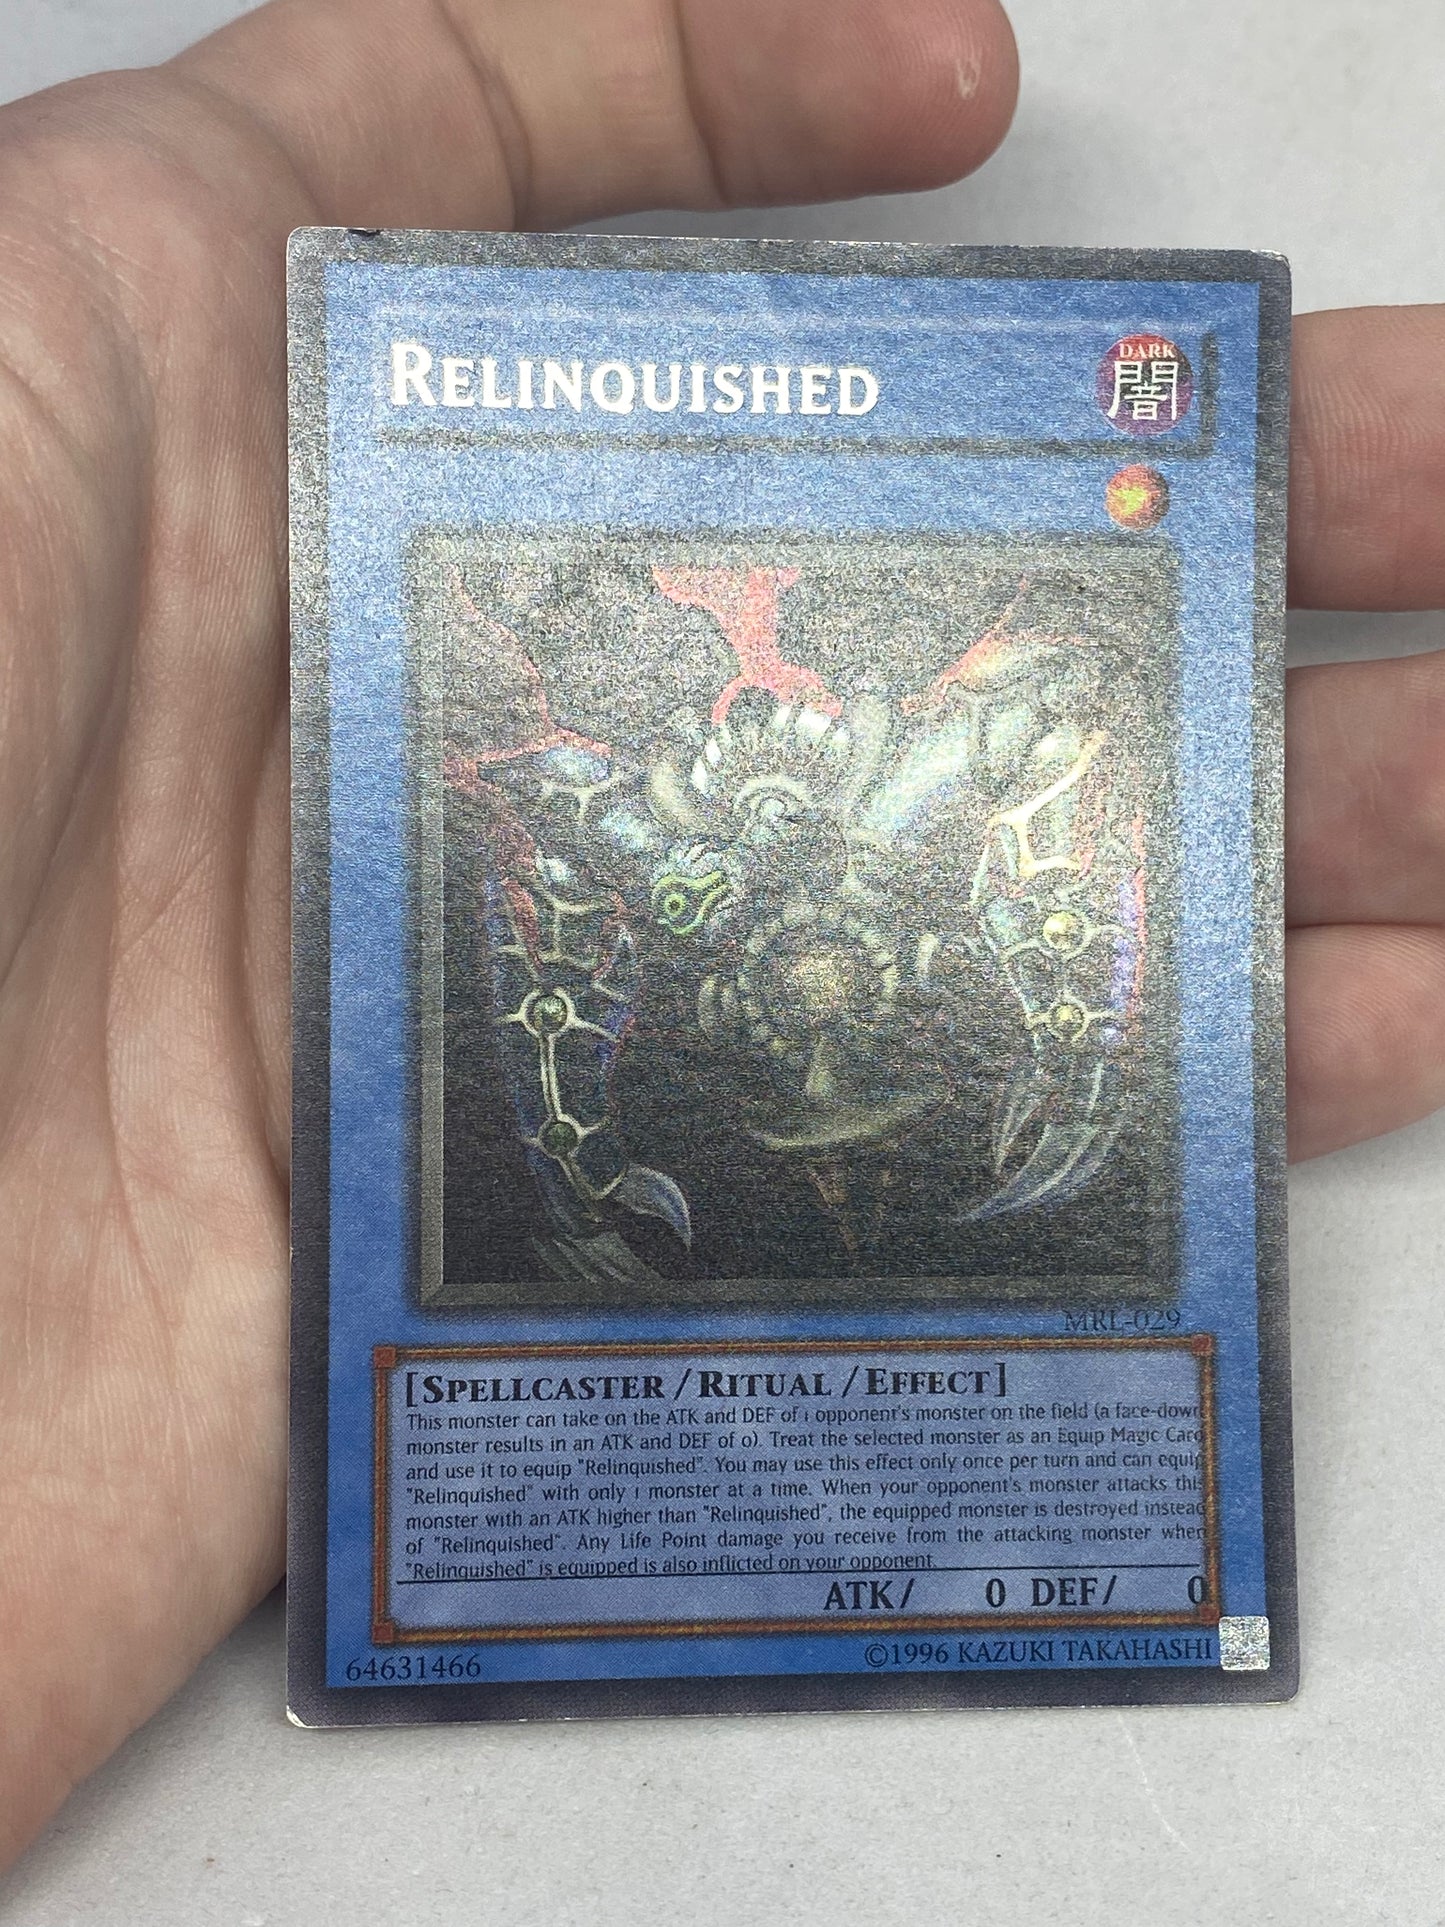 RELINQUISHED
DARK
闇
MRL-029
[SPELLCASTER/RITUAL/EFFECT]
This monster can take on the ATK and DEF of 1 opponent's monster on the field (a face-down
monster results in an ATK and DEF of 0). Treat the selected monster as an Equip Magic Card
and use it to equip "Relinquished". You may use this effect only once per turn and can equip
"Relinquished" with only 1 monster at a time. When your opponent's monster attacks this
monster with an ATK higher than "Relinquished", the equipped monster is destroyed instead
of "Relinquished". Any Life Point damage you receive from the attacking monster when
"Relinquished" is equipped is also inflicted on your opponent.
ATK/ 0 DEF/ 0
64631466
©1996 KAZUKI TAKAHASHI